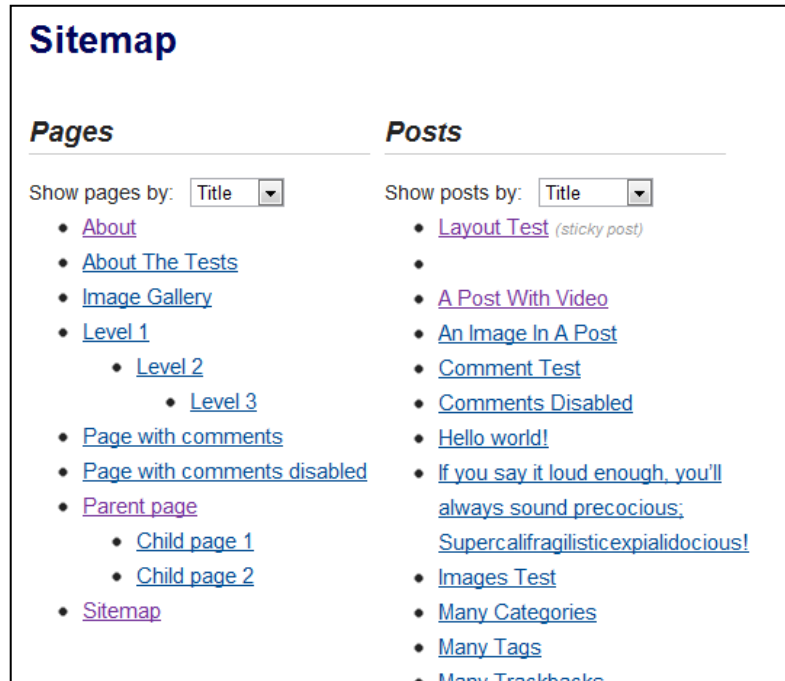 Sitemap
Pages
Show pages by: Title
About
About The Tests
Image Gallery
Level 1
Level 2
Level 3
Page with comments
Page with comments disabled
Parent page
Child page 1
Child page 2
Sitemap
Posts
Show posts by: Title
Layout Test (sticky post)
A Post With Video
An Image In A Post
Comment Test
Comments Disabled
Hello world!
If you say it loud enough, you'll
always sound precocious;
Supercalifragilisticexpialidocious!
Images Test
Many Categories
Many Tags
Many Trackbacks